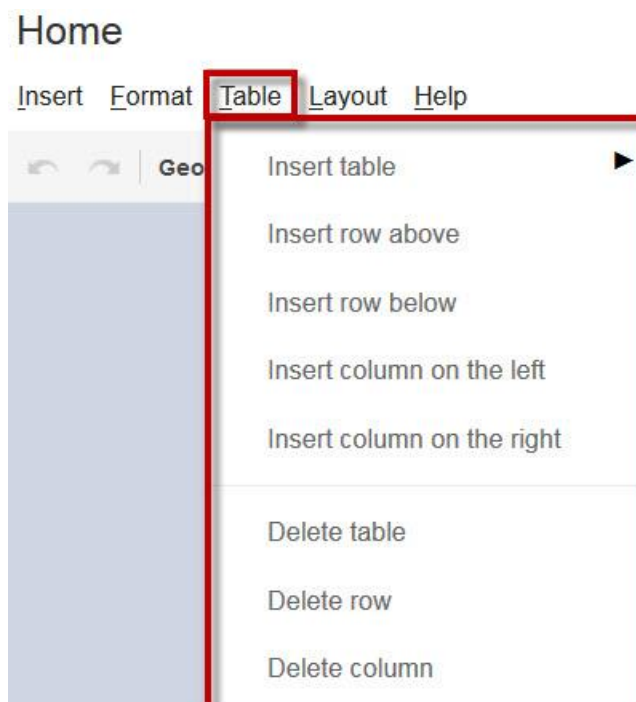 Home
Insert Format Table Layout Help
Geo
Insert table
Insert row above
Insert row below
Insert column on the left
Insert column on the right
Delete table
Delete row
Delete column